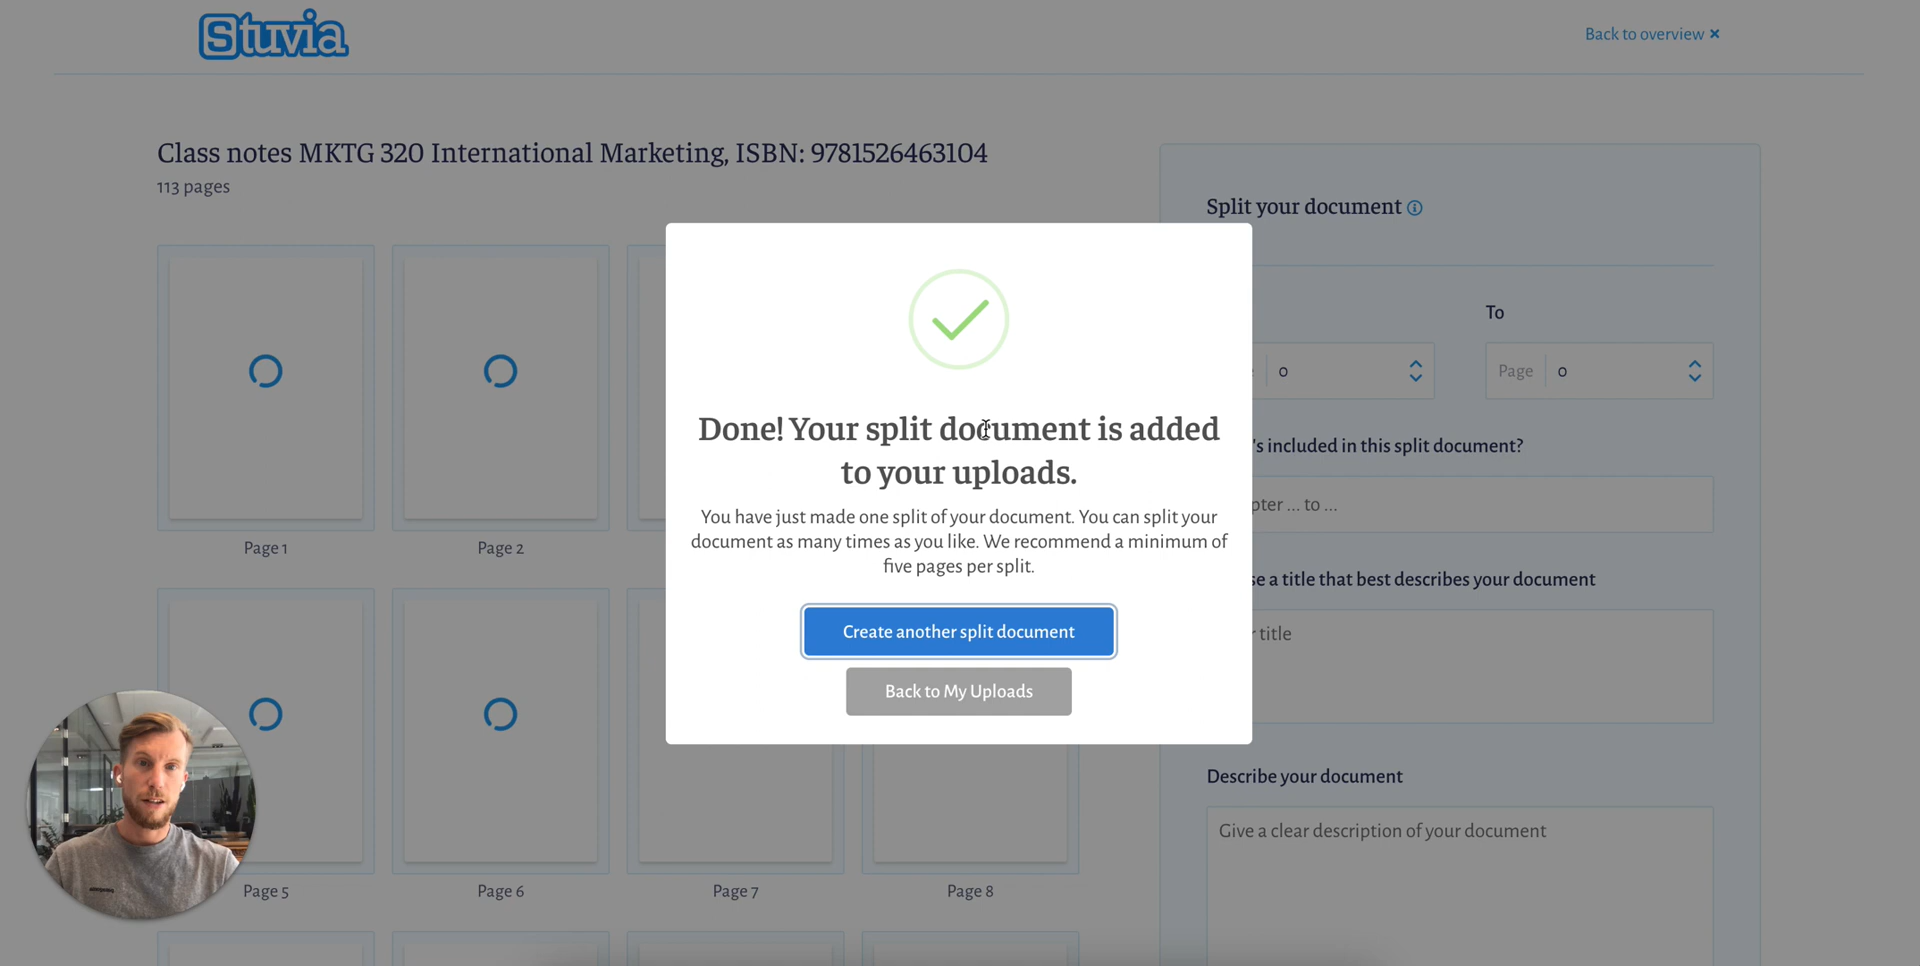 Stuvia
Back to overview ×
Class notes MKTG 320 International Marketing, ISBN: 9781526463104
113 pages
Split your document
To
0
Page 0
Done! Your split document is added
to your uploads.
You have just made one split of your document. You can split your
document as many times as you like. We recommend a minimum of
five pages per split.
Create another split document
Back to My Uploads
's included in this split document?
... to ...
a title that best describes your document
title
Describe your document
Give a clear description of your document
Page 1
Page 2
Page 5
Page 6
Page 7
Page 8